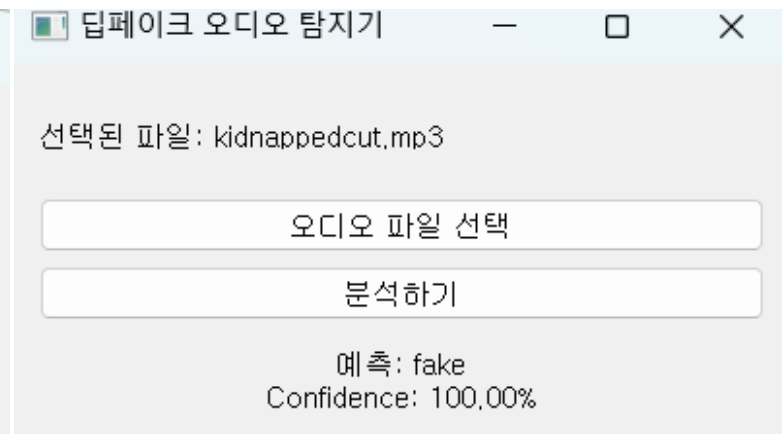 딥페이크 오디오 탐지기
선택된 파일: kidnappedcut.mp3
오디오 파일 선택
분석하기
예측: fake
Confidence: 100.00%